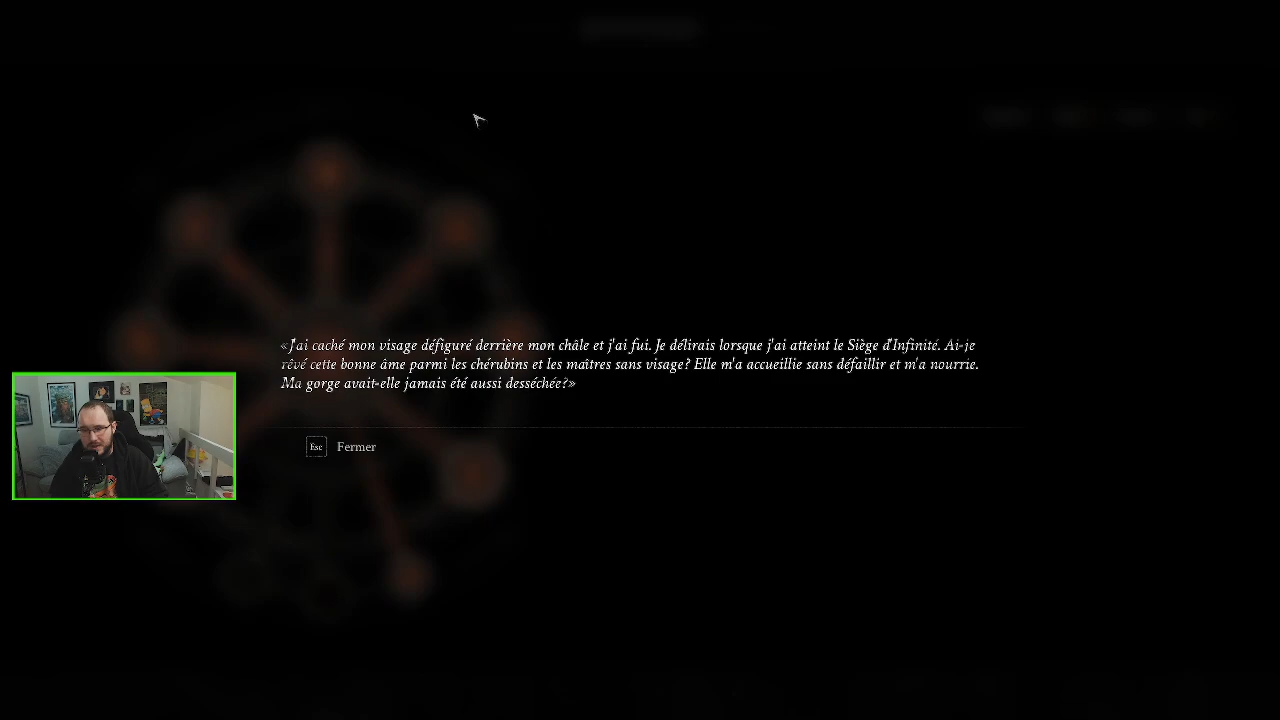 «J'ai caché mon visage défiguré derrière mon châle et j'ai fui. Je délirais lorsque j'ai atteint le Siège d'Infinité. Ai-je
rêvé cette bonne âme parmi les chérubins et les maîtres sans visage? Elle m'a accueillie sans défaillir et m'a nourrie.
Ma gorge avait-elle jamais été aussi desséchée?»
Esc Fermer